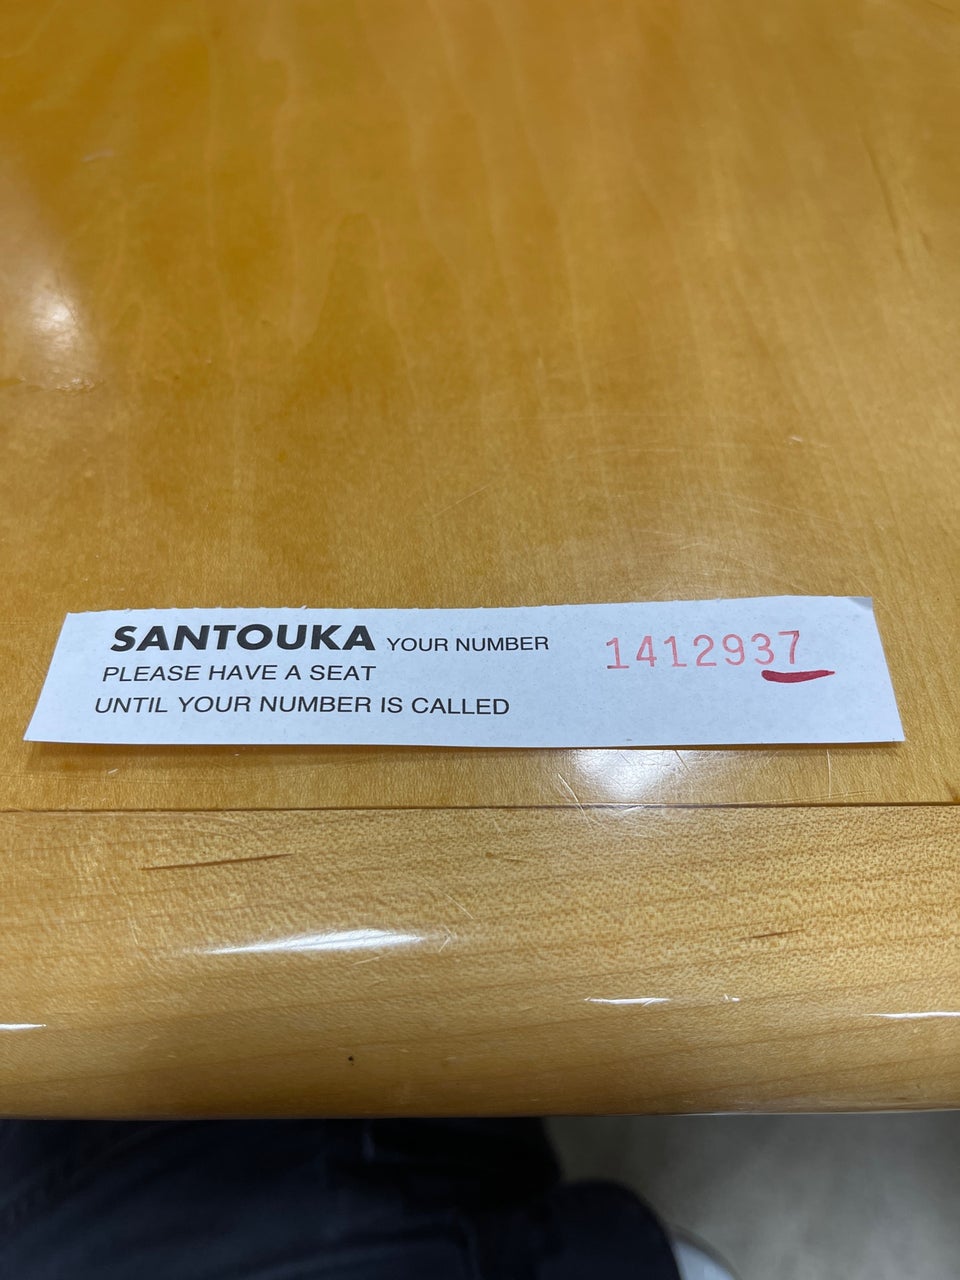 SANTOUKA YOUR NUMBER 1412937
PLEASE HAVE A SEAT
UNTIL YOUR NUMBER IS CALLED